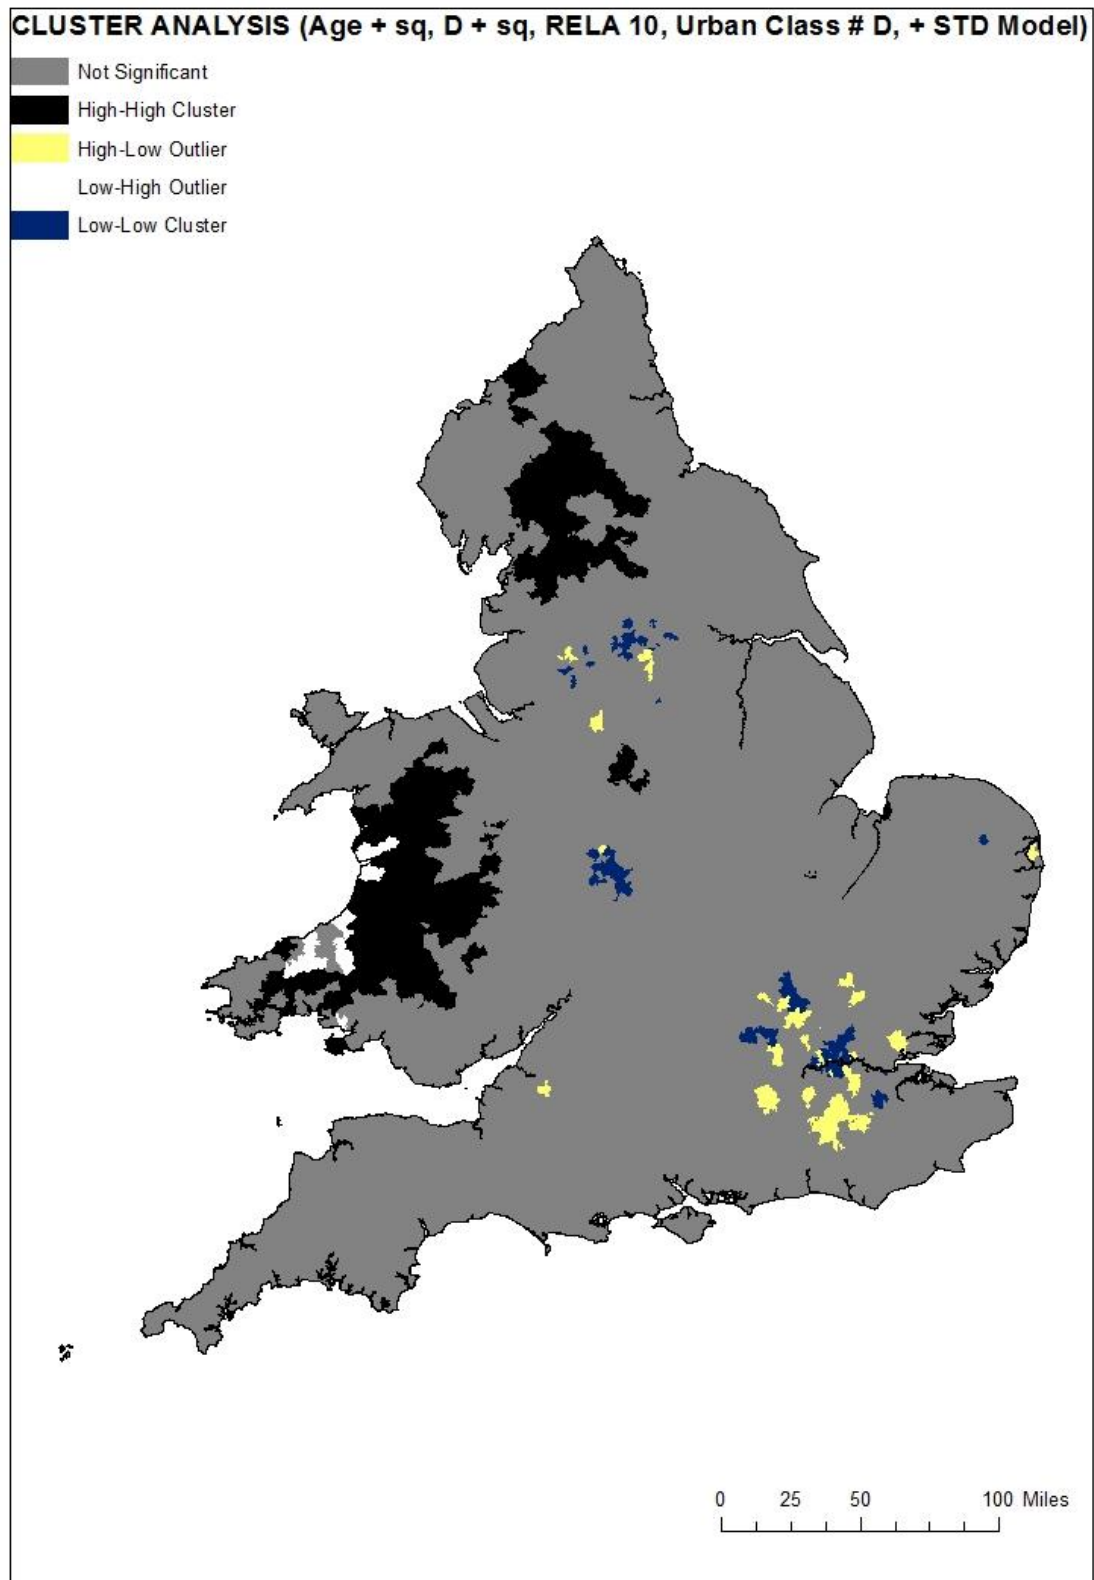 CLUSTER ANALYSIS (Age + sq, D + sq, RELA 10, Urban Class # D, + STD Model)
Not Significant
High-High Cluster
High-Low Outlier
Low-High Outlier
Low-Low Cluster
0 25 50 100 Miles